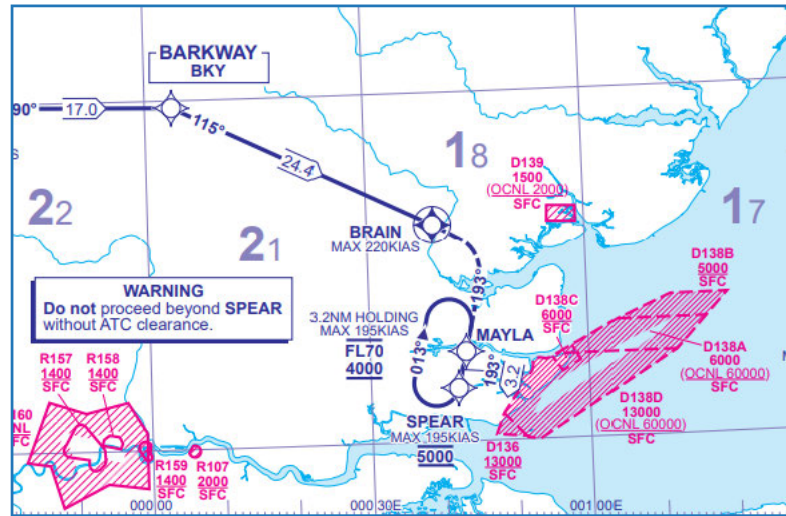 BARKWAY
BKY
90°
17.0
115°
24.4
18
D139
1500
(OCNL 2000)
SFC
22
21
BRAIN
MAX 220KIAS
17
WARNING
Do not proceed beyond SPEAR
without ATC clearance.
193°
3.2NM HOLDING
MAX 195KIAS
FL70
4000
013°
MAYLA
193°
3.2
D138C
6000
SFC
D138B
5000
SFC
D138A
6000
(OCNL 60000)
SFC
D138D
13000
(OCNL 60000)
SFC
R157
1400
SFC
R158
1400
SFC
160
NL
FC
SPEAR
MAX 195KIAS
5000
D136
13000
SFC
R159
1400
SFC
R107
2000
SFC
000.00
000.30E
001.00E